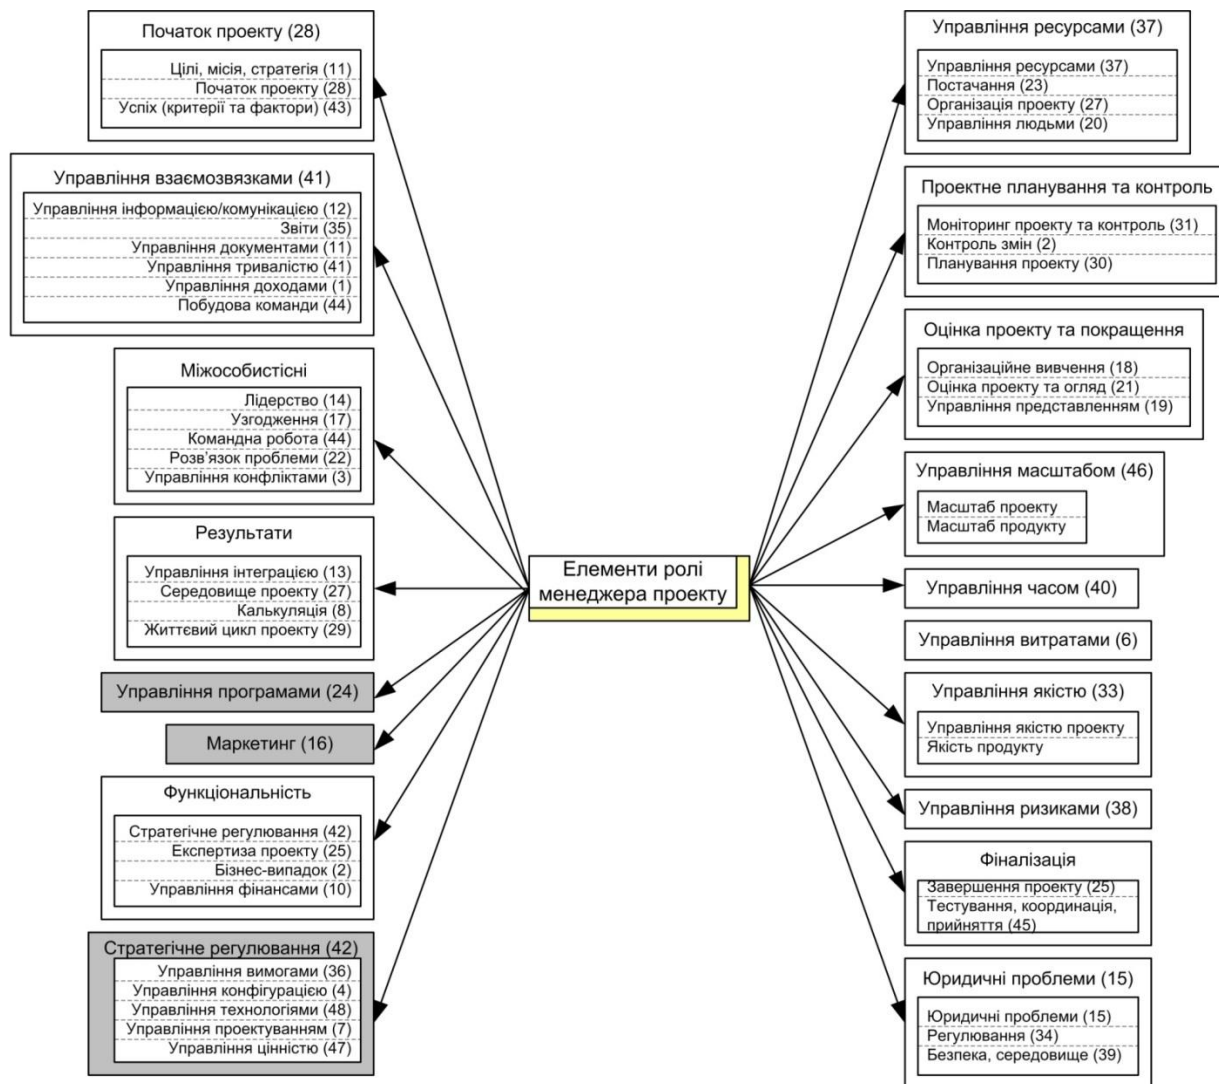 Початок проекту (28)
Цілі, місія, стратегія (11)
Початок проекту (28)
Успіх (критерії та фактори) (43)
Управління взаємозвязками (41)
Управління інформацією/комунікацією (12)
Звіти (35)
Управління документами (11)
Управління тривалістю (41)
Управління доходами (1)
Побудова команди (44)
Міжособистісні
Лідерство (14)
Узгодження (17)
Командна робота (44)
Розв'язок проблеми (22)
Управління конфліктами (3)
Результати
Управління інтеграцією (13)
Середовище проекту (27)
Калькуляція (8)
Життєвий цикл проекту (29)
Управління програмами (24)
Маркетинг (16)
Функціональність
Стратегічне регулювання (42)
Експертиза проекту (25)
Бізнес-випадок (2)
Управління фінансами (10)
Стратегічне регулювання (42)
Управління вимогами (36)
Управління конфігурацією (4)
Управління технологіями (48)
Управління проектуванням (7)
Управління цінністю (47)
Елементи ролі
менеджера проекту
Управління ресурсами (37)
Управління ресурсами (37)
Постачання (23)
Організація проекту (27)
Управління людьми (20)
Проектне планування та контроль
Моніторинг проекту та контроль (31)
Контроль змін (2)
Планування проекту (30)
Оцінка проекту та покращення
Організаційне вивчення (18)
Оцінка проекту та огляд (21)
Управління представленням (19)
Управління масштабом (46)
Масштаб проекту
Масштаб продукту
Управління часом (40)
Управління витратами (6)
Управління якістю (33)
Управління якістю проекту
Якість продукту
Управління ризиками (38)
Фіналізація
Завершення проекту (25)
Тестування, координація,
прийняття (45)
Юридичні проблеми (15)
Юридичні проблеми (15)
Регулювання (34)
Безпека, середовище (39)